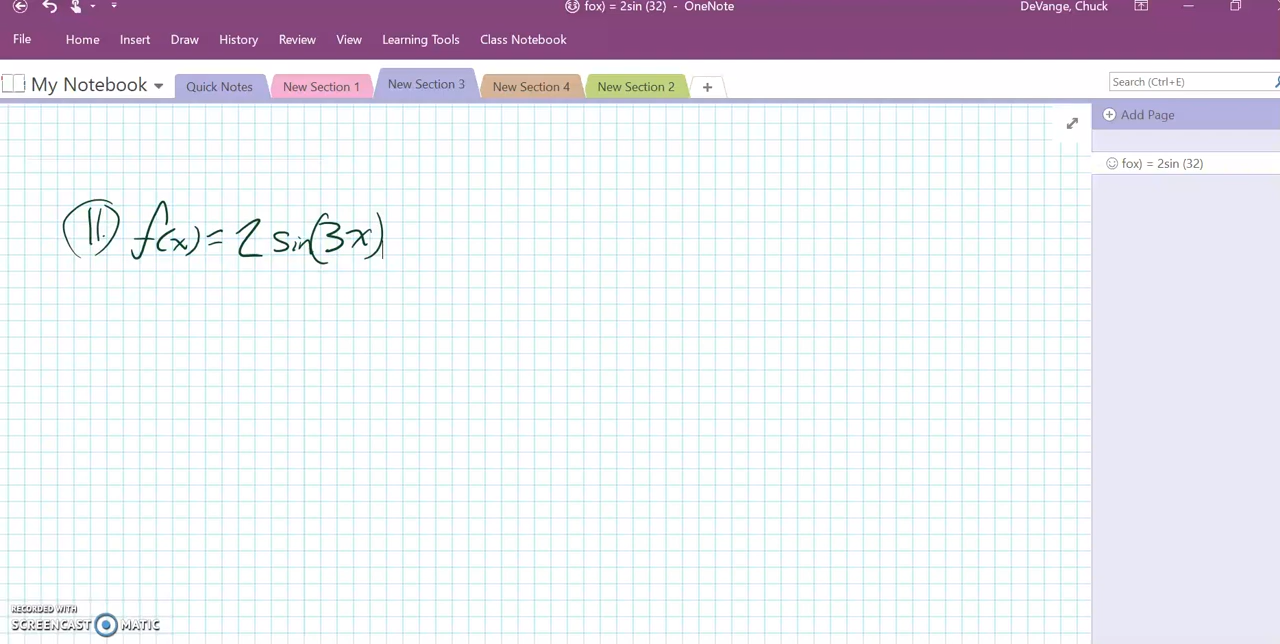 fox) = 2sin (32) - OneNote
DeVange, Chuck
File Home Insert Draw History Review View Learning Tools Class Notebook
My Notebook
Quick Notes New Section 1 New Section 3 New Section 4 New Section 2 +
Search (Ctrl+E)
Add Page
fox) = 2sin (32)
11. f(x) = 2 sin(3x)
RECORDED WITH
SCREENCAST MATIC